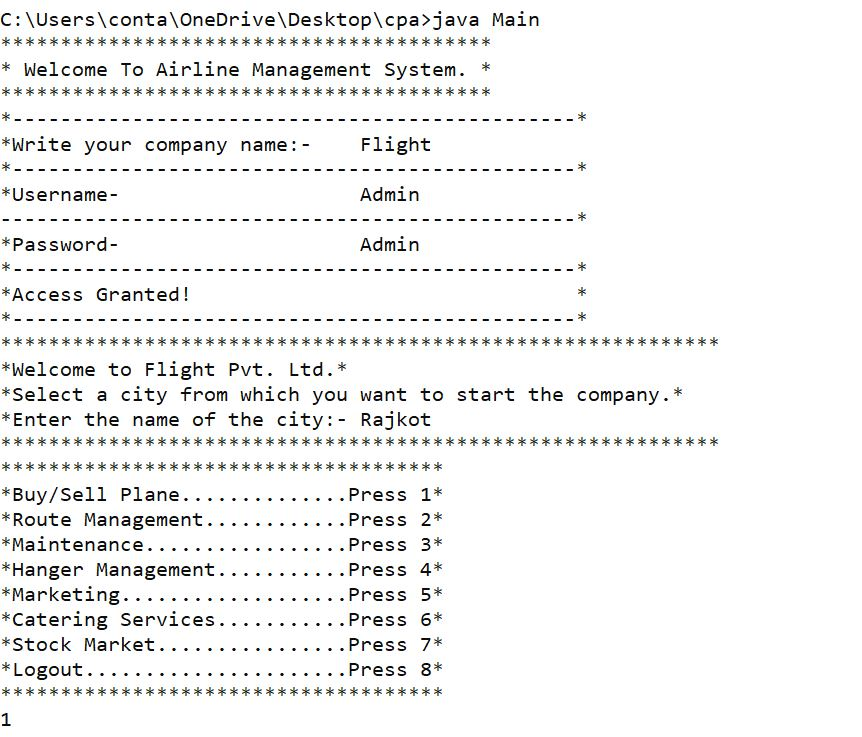 C:\Users\conta\OneDrive\Desktop\cpa>java Main
*****************************************
* Welcome To Airline Management System. *
*****************************************
*-----------------------------------------------*
*Write your company name:-    Flight
*-----------------------------------------------*
*Username-                    Admin
------------------------------------------------*
*Password-                    Admin
*-----------------------------------------------*
*Access Granted!                                *
*-----------------------------------------------*
************************************************************
*Welcome to Flight Pvt. Ltd.*
*Select a city from which you want to start the company.*
*Enter the name of the city:- Rajkot
************************************************************
*************************************
*Buy/Sell Plane..............Press 1*
*Route Management............Press 2*
*Maintenance.................Press 3*
*Hanger Management...........Press 4*
*Marketing...................Press 5*
*Catering Services...........Press 6*
*Stock Market................Press 7*
*Logout......................Press 8*
*************************************
1